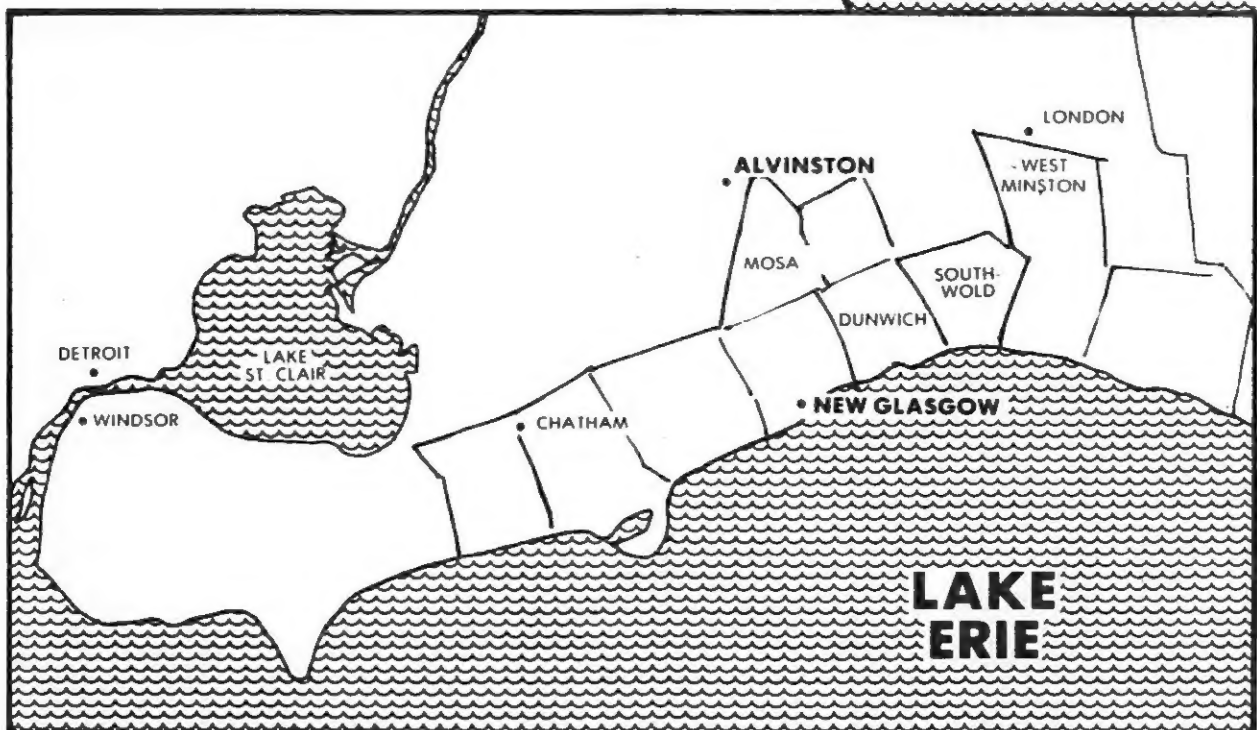 LONDON
ALVINSTON
WEST
MINSTON
MOSA
SOUTH-
WOLD
DUNWICH
DETROIT
LAKE
ST. CLAIR
WINDSOR
NEW GLASGOW
CHATHAM
LAKE
ERIE